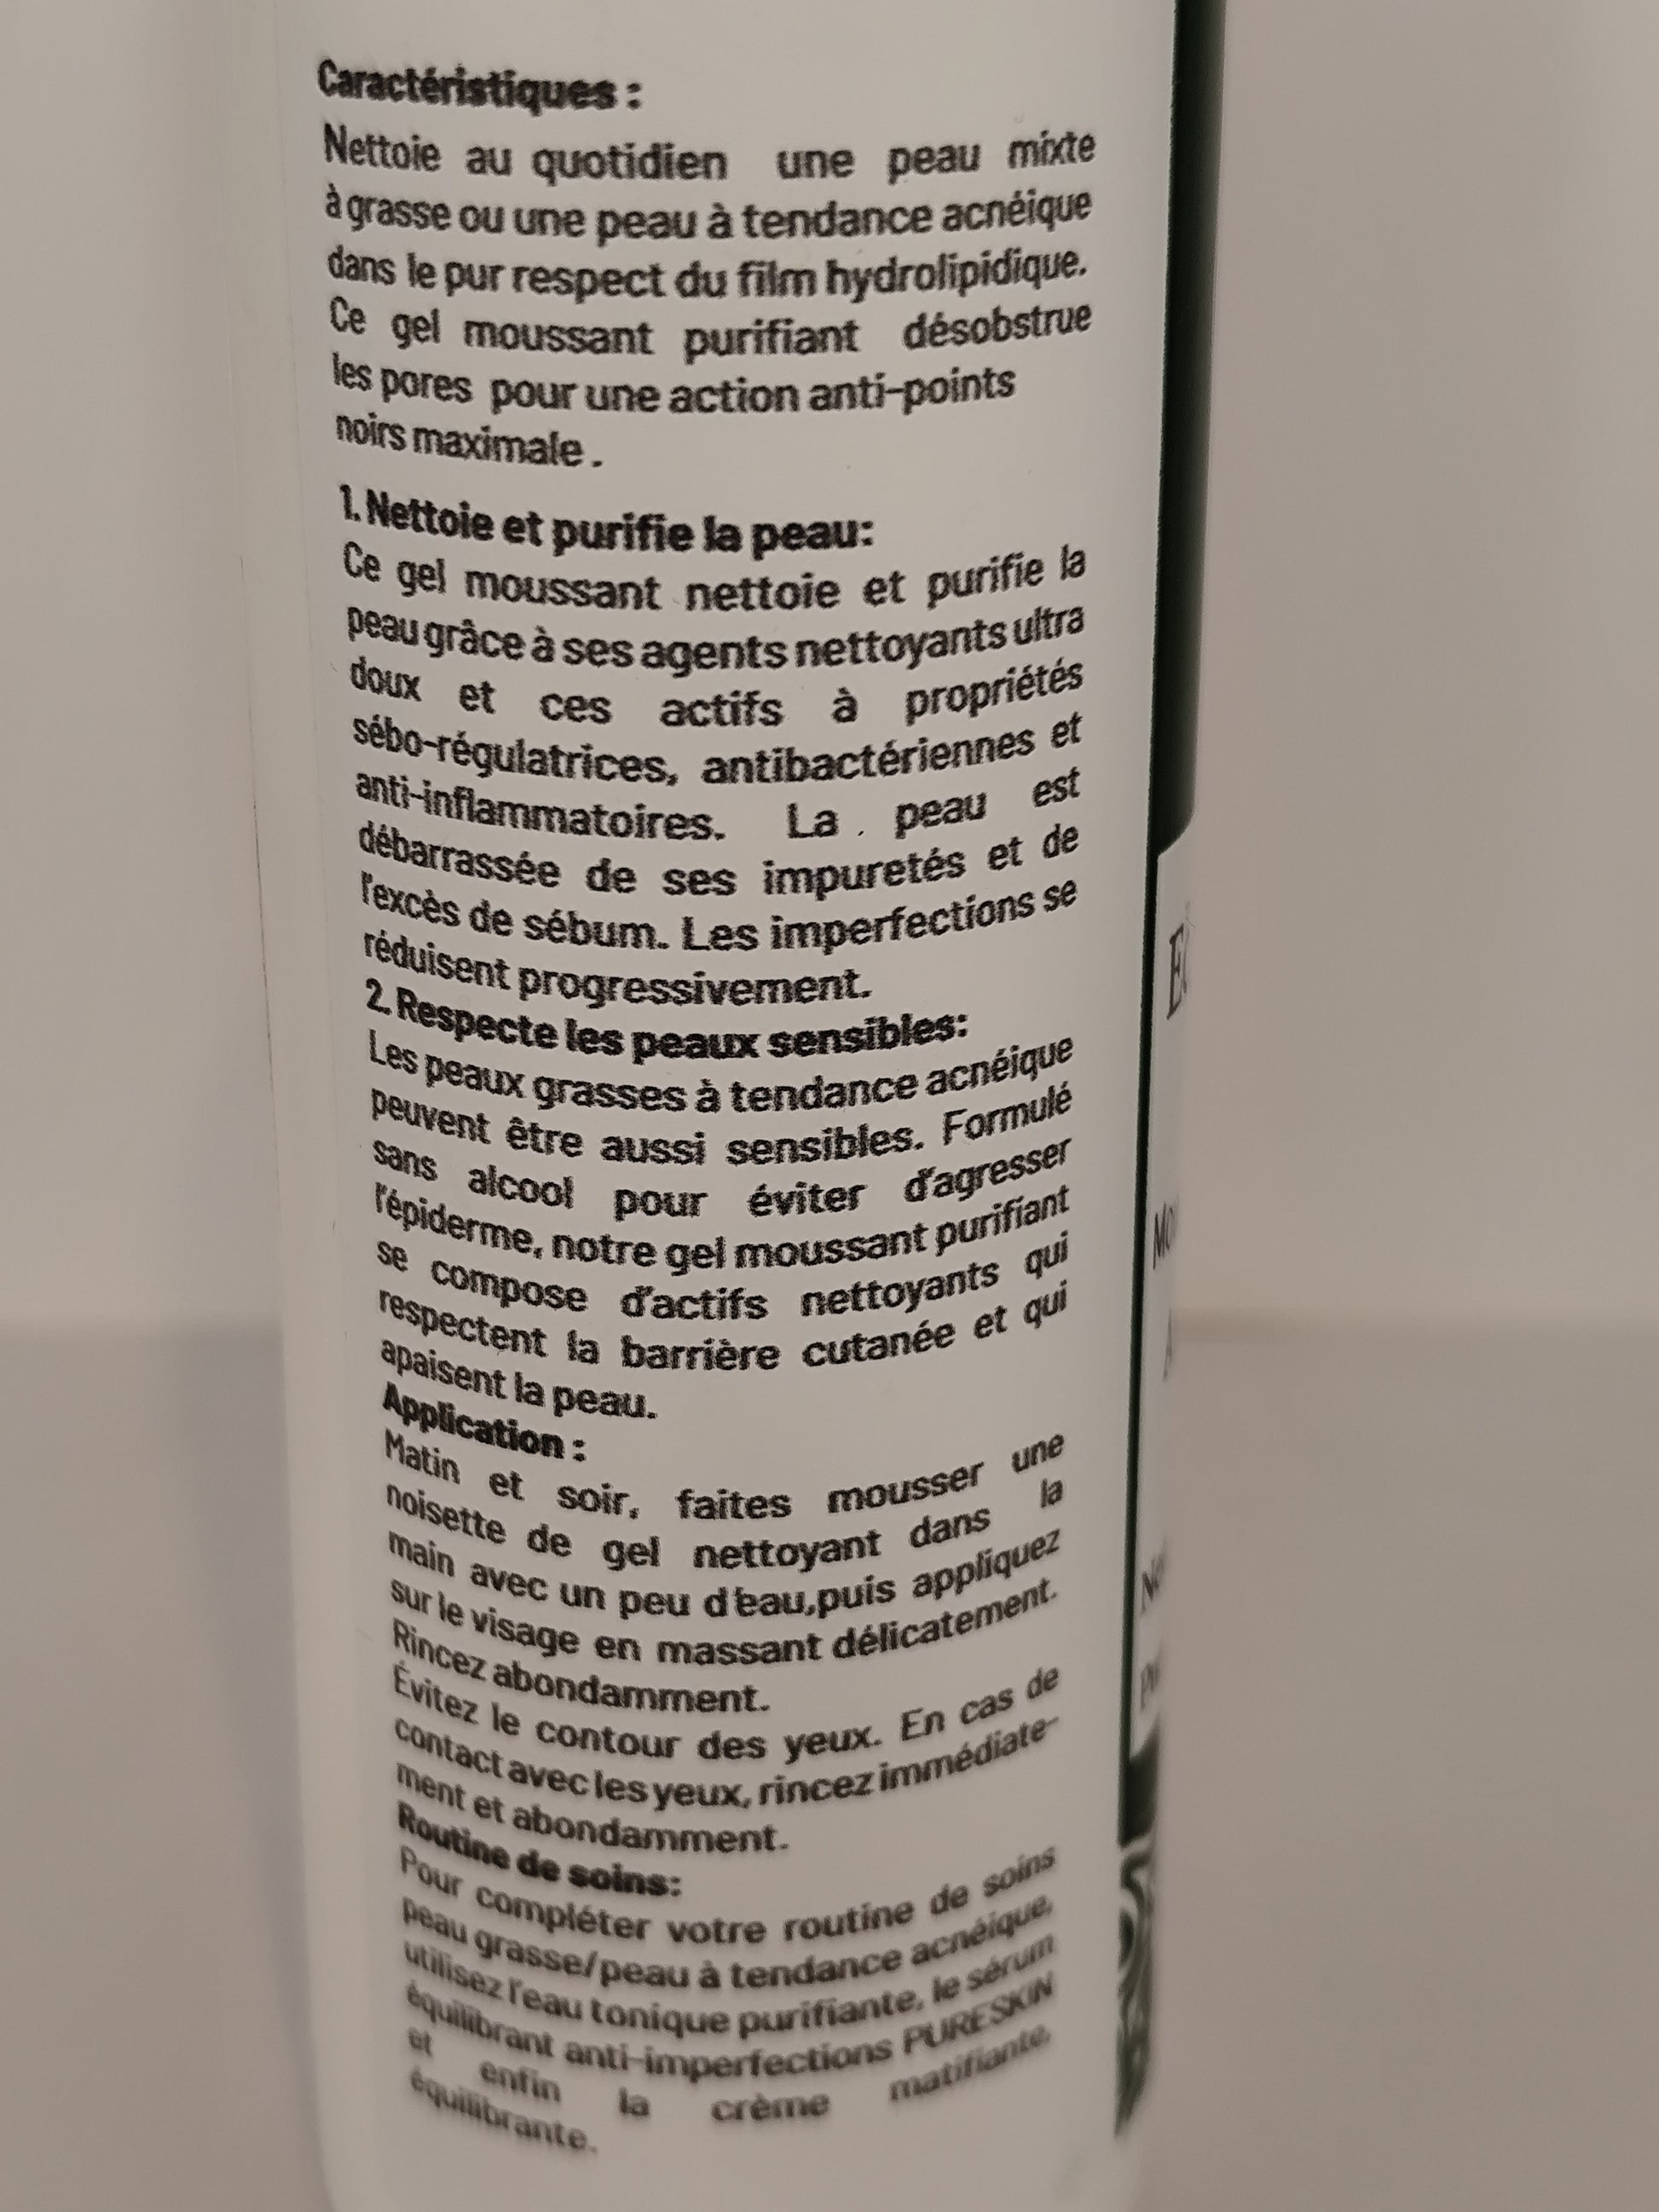 Caractéristiques :
Nettoie au quotidien une peau mixte
à grasse ou une peau à tendance acnéique
dans le pur respect du film hydrolipidique.
Ce gel moussant purifiant désobstrue
les pores pour une action anti-points
noirs maximale .
1. Nettoie et purifie la peau:
Ce gel moussant nettoie et purifie la
peau grâce à ses agents nettoyants ultra
doux et ces actifs à propriétés
sébo-régulatrices, antibactériennes et
anti-inflammatoires. La . peau est
débarrassée de ses impuretés et de
l'excès de sébum. Les imperfections se
réduisent progressivement.
2. Respecte les peaux sensibles:
Les peaux grasses à tendance acnéique
peuvent être aussi sensibles. Formulé
sans alcool pour éviter d'agresser
l'épiderme, notre gel moussant purifiant
se compose d'actifs nettoyants qui
respectent la barrière cutanée et qui
apaisent la peau.
Application :
Matin et soir, faites mousser une
noisette de gel nettoyant dans la
main avec un peu d'eau,puis appliquez
sur le visage en massant délicatement.
Rincez abondamment.
Évitez le contour des yeux. En cas de
contact avec les yeux, rincez immédiate-
ment et abondamment.
Routine de soins:
Pour compléter votre routine de soins
peau grasse/peau à tendance acnéique,
utilisez l'eau tonique purifiante, le sérum
équilibrant anti-imperfections PURESKIN
et enfin la crème matifiante,
équilibrante.